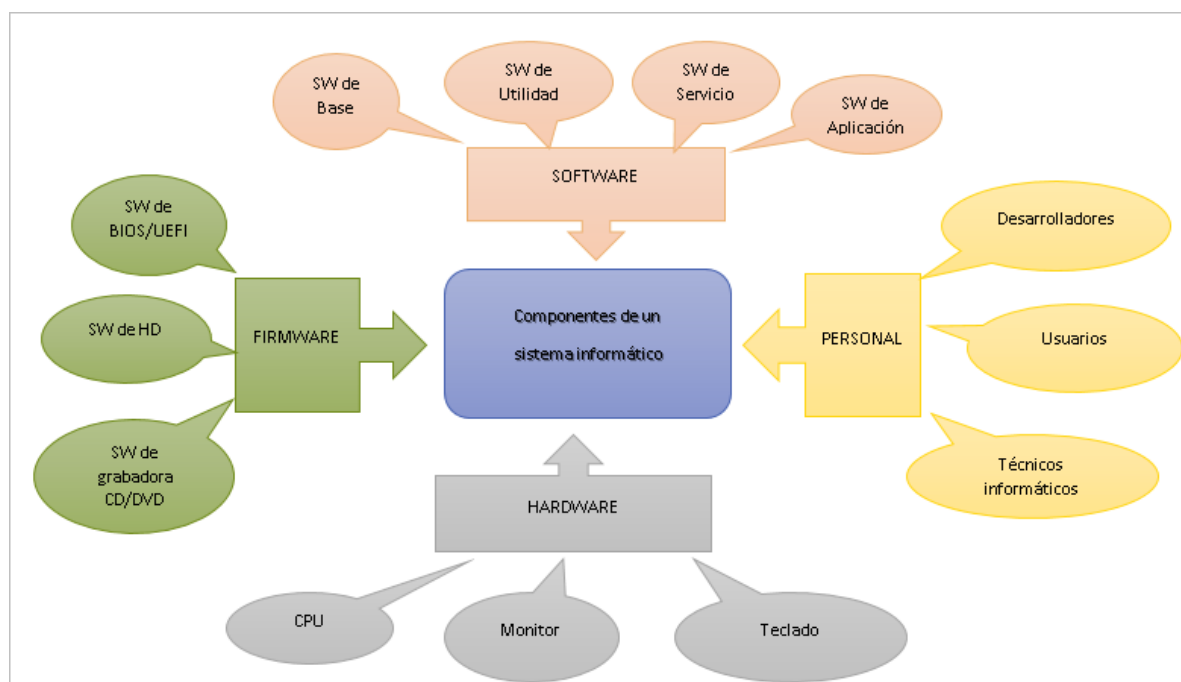 SW de
Base
SW de
Utilidad
SW de
Servicio
SW de
Aplicación
SOFTWARE
SW de
BIOS/UEFI
SW de HD
SW de
grabadora
CD/DVD
FIRMWARE
Componentes de un
sistema informático
PERSONAL
Desarrolladores
Usuarios
Técnicos
informáticos
HARDWARE
CPU
Monitor
Teclado